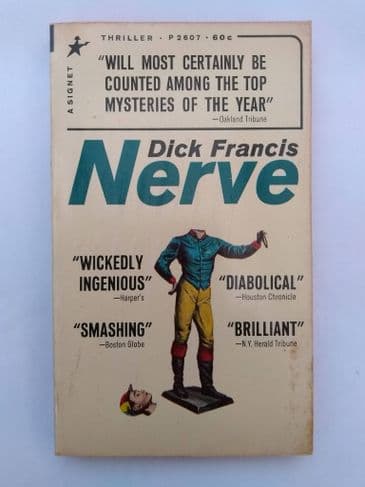 A SIGNET
THRILLER · P2607 · 60c
"WILL MOST CERTAINLY BE
COUNTED AMONG THE TOP
MYSTERIES OF THE YEAR"
—Oakland Tribune
Dick Francis
Nerve
"WICKEDLY
INGENIOUS"
—Harper's
"DIABOLICAL"
—Houston Chronicle
"SMASHING"
—Boston Globe
"BRILLIANT"
—N.Y. Herald Tribune